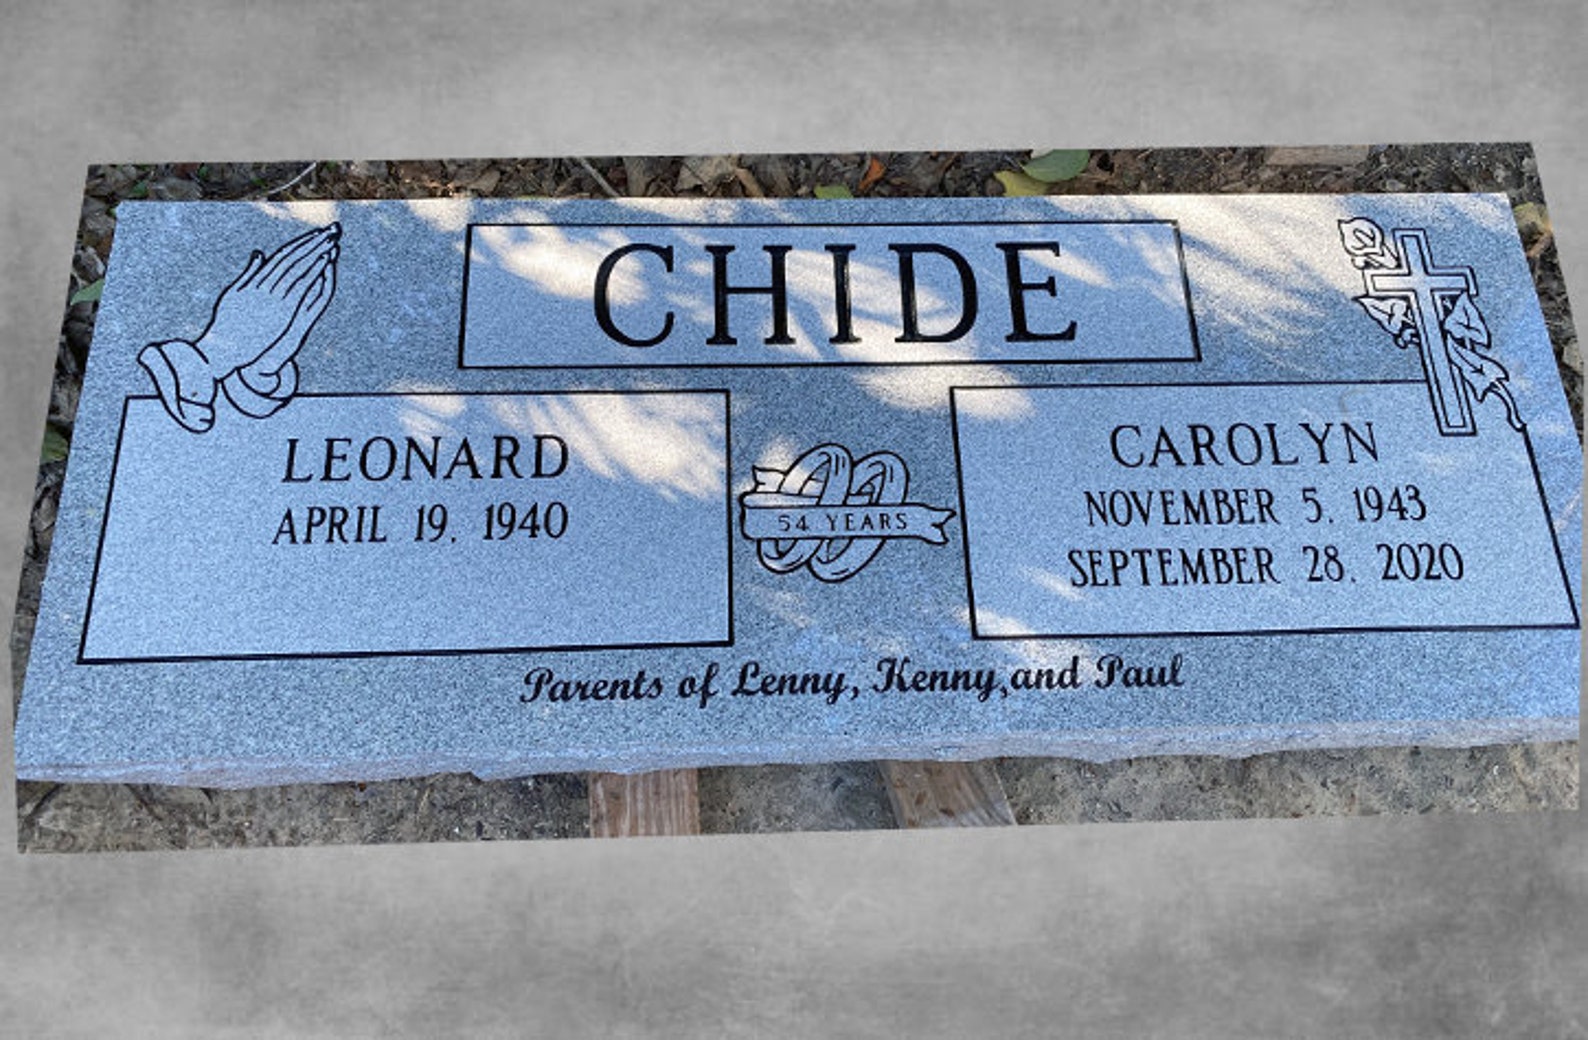 CHIDE
LEONARD
APRIL 19, 1940
54 YEARS
CAROLYN
NOVEMBER 5, 1943
SEPTEMBER 28, 2020
Parents of Lenny, Kenny,and Paul